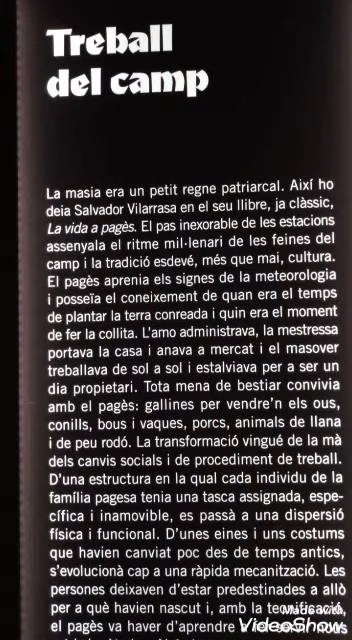 Treball
del camp
La masia era un petit regne patriarcal. Així ho
deia Salvador Vilarrasa en el seu llibre, ja clàssic,
La vida a pagès. El pas inexorable de les estacions
assenyala el ritme mil·lenari de les feines del
camp i la tradició esdevé, més que mai, cultura.
El pagès aprenia els signes de la meteorologia
i posseïa el coneixement de quan era el temps
de plantar la terra conreada i quin era el moment
de fer la collita. L'amo administrava, la mestressa
portava la casa i anava a mercat i el masover
treballava de sol a sol i estalviava per a ser un
dia propietari. Tota mena de bestiar convivia
amb el pagès: gallines per vendre'n els ous,
conills, bous i vaques, porcs, animals de llana
i de peu rodó. La transformació vingué de la mà
dels canvis socials i de procediment de treball.
D'una estructura en la qual cada individu de la
família pagesa tenia una tasca assignada, espe-
cífica i inamovible, es passà a una dispersió
física i funcional. D'unes eines i uns costums
que havien canviat poc des de temps antics,
s'evolucionà cap a una ràpida mecanització. Les
persones deixaven d'estar predestinades a allò
per a què havien nascut i, amb la tecnificació,
el pagès va haver d'aprendre a
Made with
VideoShow